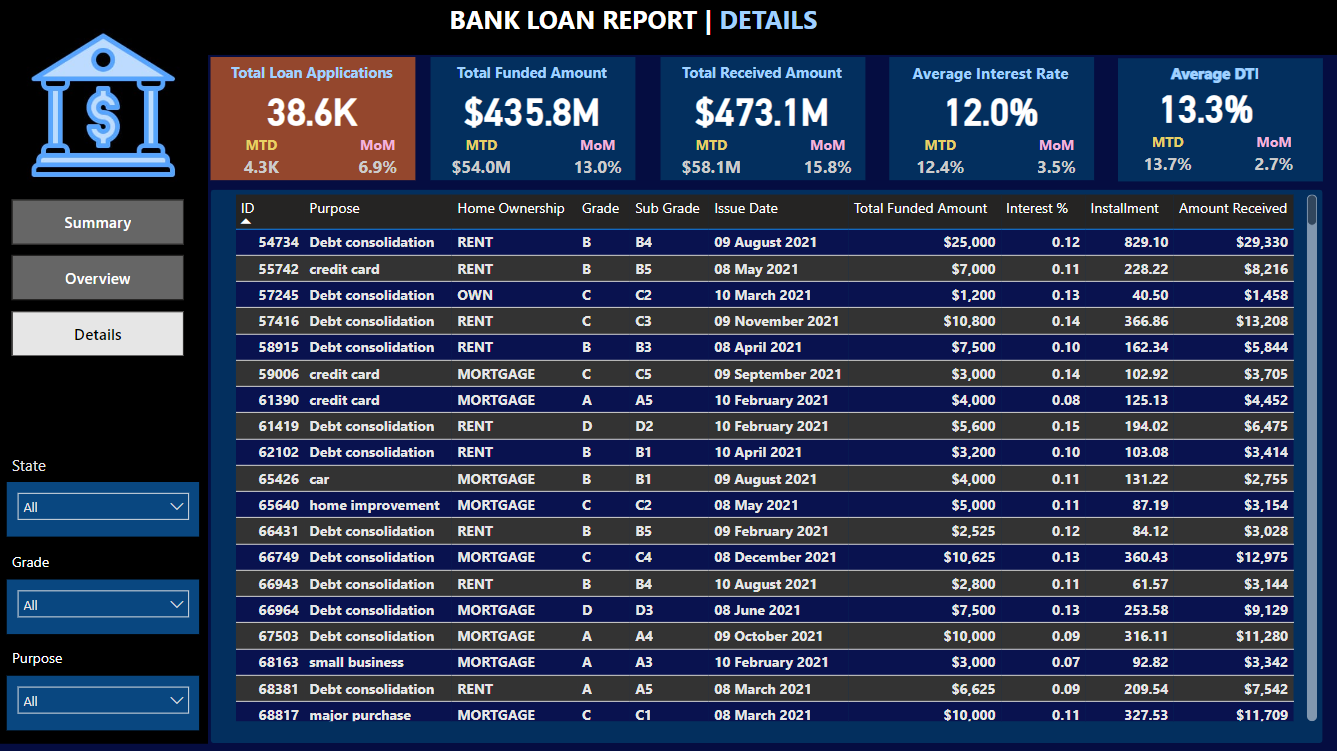 BANK LOAN REPORT | DETAILS
Total Loan Applications
38.6K
MTD MoM
4.3K 6.9%
Total Funded Amount
$435.8M
MTD MoM
$54.0M 13.0%
Total Received Amount
$473.1M
MTD MoM
$58.1M 15.8%
Average Interest Rate
12.0%
MTD MoM
12.4% 3.5%
Average DTI
13.3%
MTD MoM
13.7% 2.7%
$
Summary
Overview
Details
State
All
Grade
All
Purpose
All
ID Purpose Home Ownership Grade Sub Grade Issue Date Total Funded Amount Interest % Installment Amount Received
54734 Debt consolidation RENT B B4 09 August 2021 $25,000 0.12 829.10 $29,330
55742 credit card RENT B B5 08 May 2021 $7,000 0.11 228.22 $8,216
57245 Debt consolidation OWN C C2 10 March 2021 $1,200 0.13 40.50 $1,458
57416 Debt consolidation RENT C C3 09 November 2021 $10,800 0.14 366.86 $13,208
58915 Debt consolidation RENT B B3 08 April 2021 $7,500 0.10 162.34 $5,844
59006 credit card MORTGAGE C C5 09 September 2021 $3,000 0.14 102.92 $3,705
61390 credit card MORTGAGE A A5 10 February 2021 $4,000 0.08 125.13 $4,452
61419 Debt consolidation RENT D D2 10 February 2021 $5,600 0.15 194.02 $6,475
62102 Debt consolidation RENT B B1 10 April 2021 $3,200 0.10 103.08 $3,414
65426 car MORTGAGE B B1 09 August 2021 $4,000 0.11 131.22 $2,755
65640 home improvement MORTGAGE C C2 08 May 2021 $5,000 0.11 87.19 $3,154
66431 Debt consolidation RENT B B5 09 February 2021 $2,525 0.12 84.12 $3,028
66749 Debt consolidation MORTGAGE C C4 08 December 2021 $10,625 0.13 360.43 $12,975
66943 Debt consolidation RENT B B4 10 August 2021 $2,800 0.11 61.57 $3,144
66964 Debt consolidation MORTGAGE D D3 08 June 2021 $7,500 0.13 253.58 $9,129
67503 Debt consolidation MORTGAGE A A4 09 October 2021 $10,000 0.09 316.11 $11,280
68163 small business MORTGAGE A A3 10 February 2021 $3,000 0.07 92.82 $3,342
68381 Debt consolidation RENT A A5 08 March 2021 $6,625 0.09 209.54 $7,542
68817 major purchase MORTGAGE C C1 08 March 2021 $10,000 0.11 327.53 $11,709